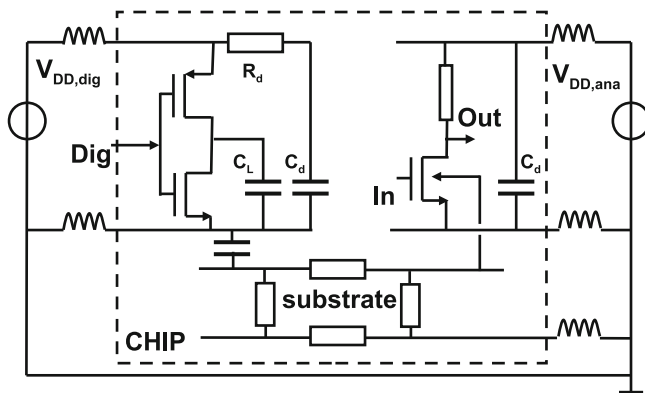 V_DD,dig
R_d
V_DD,ana
Out
Dig
C_L
C_d
C_d
In
substrate
CHIP